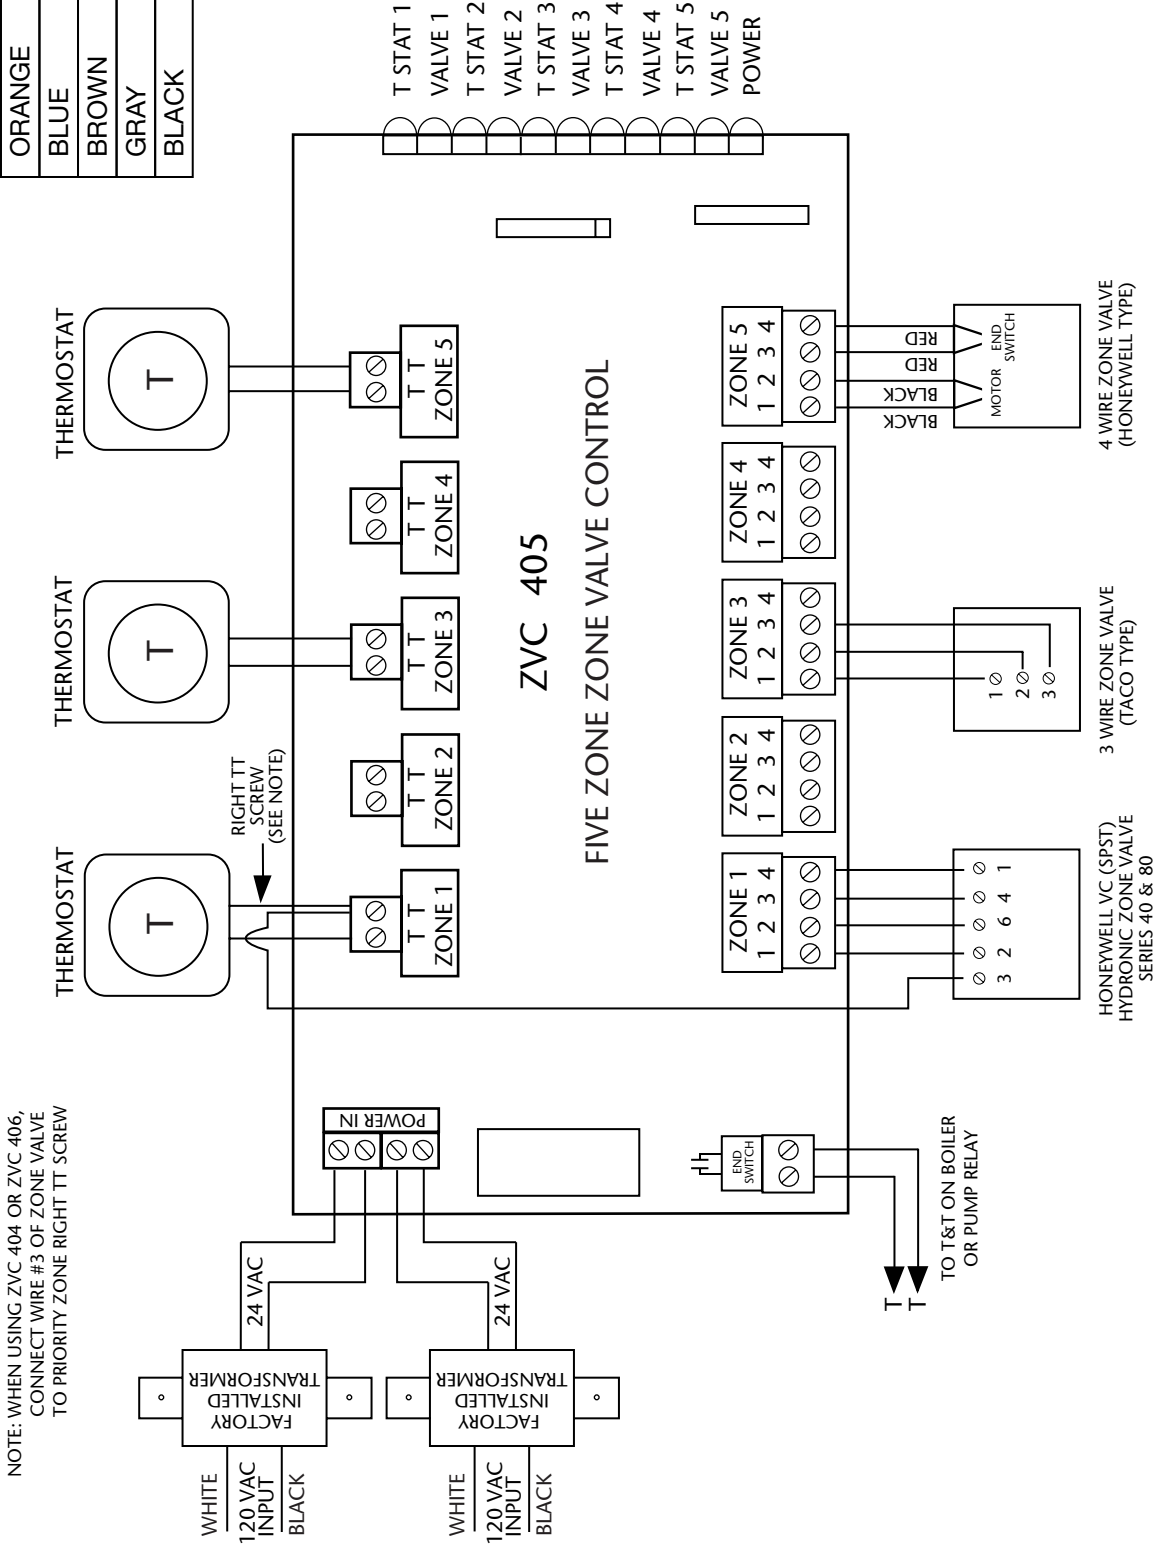 ORANGE
BLUE
BROWN
GRAY
BLACK
NOTE: WHEN USING ZVC 404 OR ZVC 406,
CONNECT WIRE #3 OF ZONE VALVE
TO PRIORITY ZONE RIGHT TT SCREW
THERMOSTAT
T
THERMOSTAT
T
THERMOSTAT
T
RIGHT TT
SCREW
(SEE NOTE)
T T
ZONE 1
T T
ZONE 2
T T
ZONE 3
T T
ZONE 4
T T
ZONE 5
T STAT 1
VALVE 1
T STAT 2
VALVE 2
T STAT 3
VALVE 3
T STAT 4
VALVE 4
T STAT 5
VALVE 5
POWER
WHITE
120 VAC
INPUT
BLACK
FACTORY
INSTALLED
TRANSFORMER
24 VAC
WHITE
120 VAC
INPUT
BLACK
FACTORY
INSTALLED
TRANSFORMER
24 VAC
POWER IN
ZVC 405
FIVE ZONE ZONE VALVE CONTROL
END
SWITCH
ZONE 1
1 2 3 4
ZONE 2
1 2 3 4
ZONE 3
1 2 3 4
ZONE 4
1 2 3 4
ZONE 5
1 2 3 4
T
T
TO T&T ON BOILER
OR PUMP RELAY
3 2 6 4 1
HONEYWELL VC (SPST)
HYDRONIC ZONE VALVE
SERIES 40 & 80
1
2
3
3 WIRE ZONE VALVE
(TACO TYPE)
BLACK
BLACK
RED
RED
MOTOR
END
SWITCH
4 WIRE ZONE VALVE
(HONEYWELL TYPE)